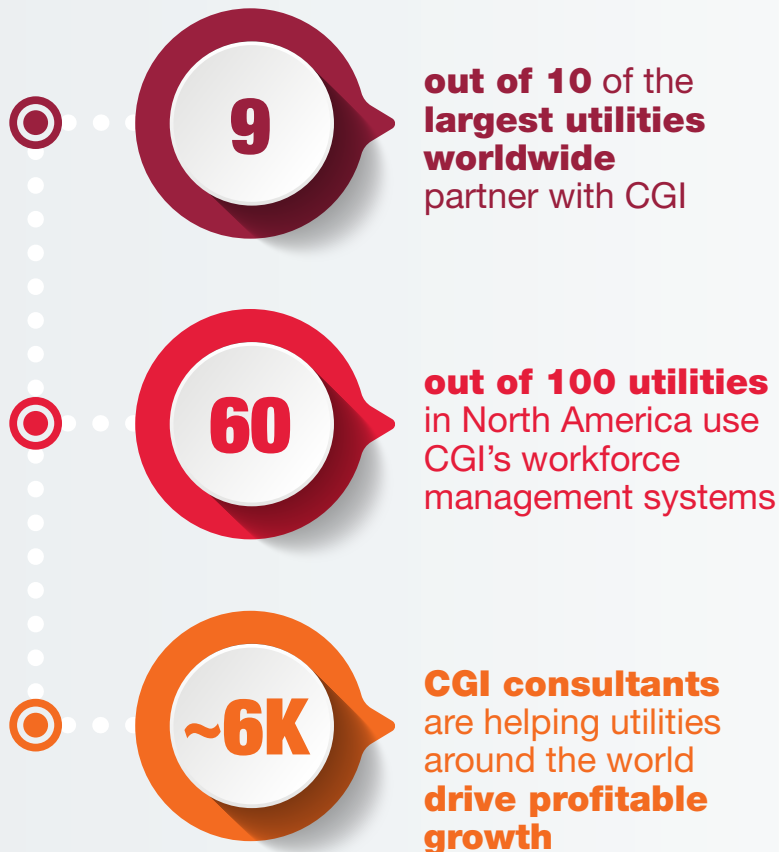 9
out of 10 of the
largest utilities
worldwide
partner with CGI
60
out of 100 utilities
in North America use
CGI’s workforce
management systems
~6K
CGI consultants
are helping utilities
around the world
drive profitable
growth